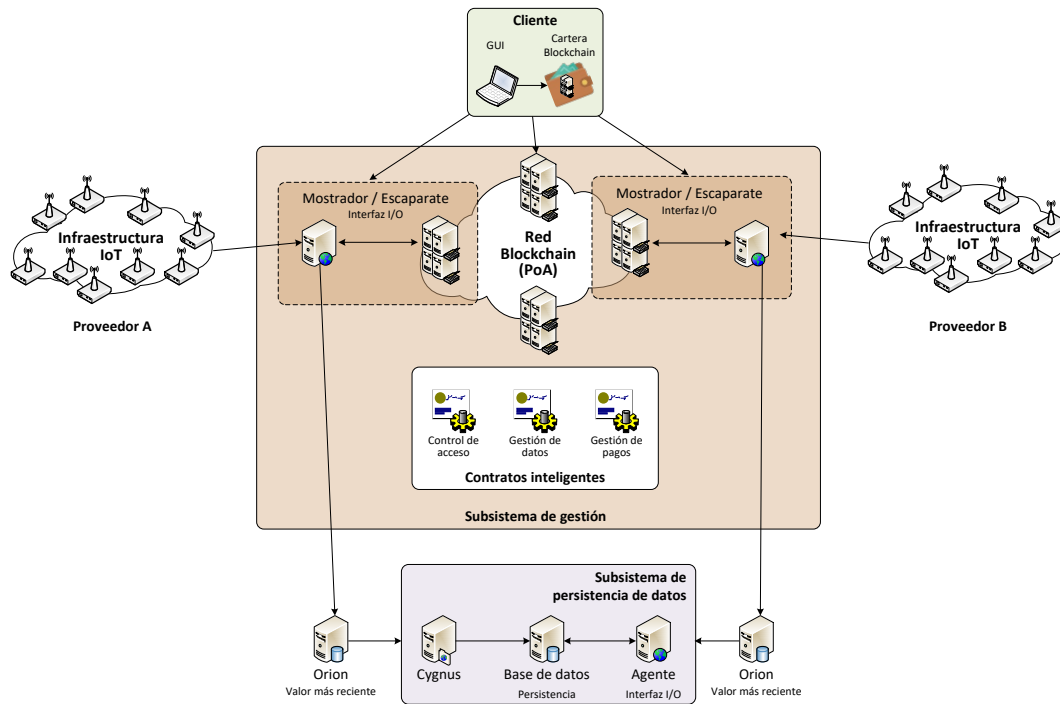 Cliente
GUI
Cartera
Blockchain
Mostrador / Escaparate
Interfaz I/O
Mostrador / Escaparate
Interfaz I/O
Infraestructura
IoT
Red
Blockchain
(PoA)
Infraestructura
IoT
Proveedor A
Proveedor B
Control de
acceso
Gestión de
datos
Gestión de
pagos
Contratos inteligentes
Subsistema de gestión
Subsistema de
persistencia de datos
Orion
Valor más reciente
Cygnus
Base de datos
Persistencia
Agente
Interfaz I/O
Orion
Valor más reciente